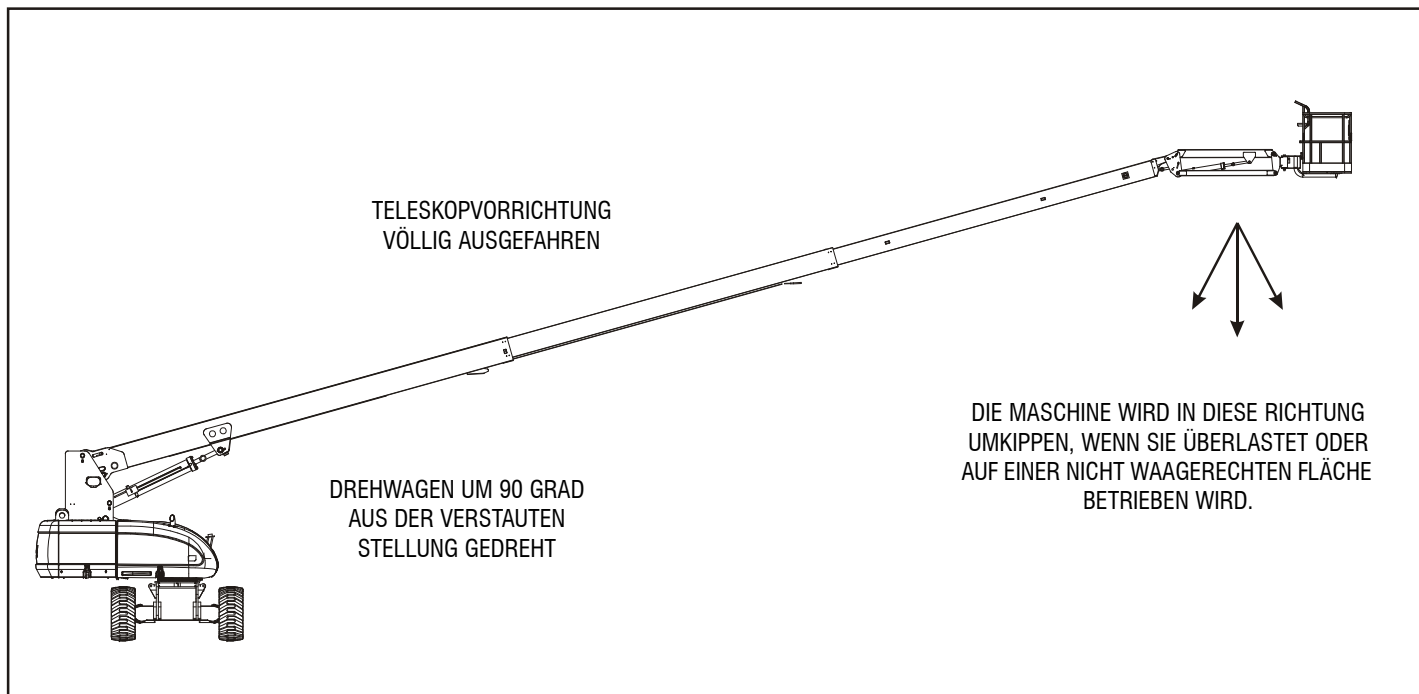 TELESKOPVORRICHTUNG
VÖLLIG AUSGEFAHREN
DREHWAGEN UM 90 GRAD
AUS DER VERSTAUTEN
STELLUNG GEDREHT
DIE MASCHINE WIRD IN DIESE RICHTUNG
UMKIPPEN, WENN SIE ÜBERLASTET ODER
AUF EINER NICHT WAAGERECHTEN FLÄCHE
BETRIEBEN WIRD.